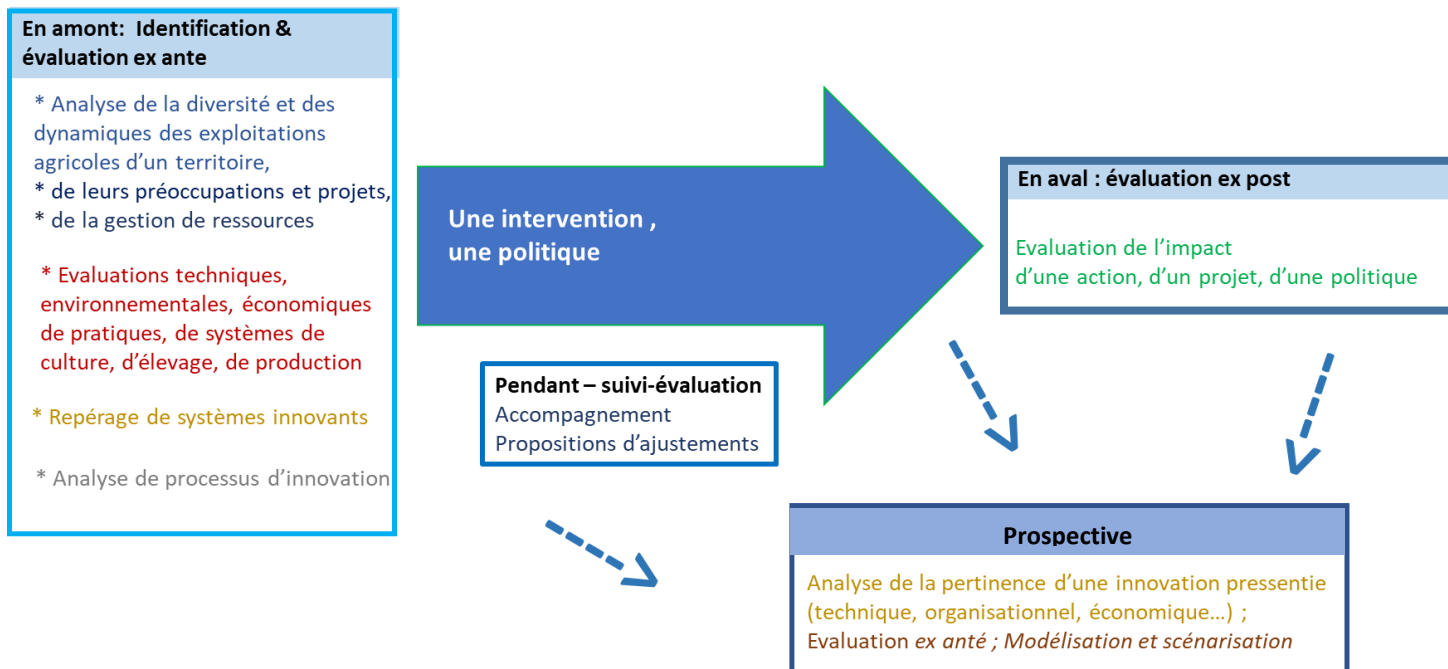 En amont: Identification &
évaluation ex ante
* Analyse de la diversité et des
dynamiques des exploitations
agricoles d’un territoire,
* de leurs préoccupations et projets,
* de la gestion de ressources
* Evaluations techniques,
environnementales, économiques
de pratiques, de systèmes de
culture, d’élevage, de production
* Repérage de systèmes innovants
* Analyse de processus d’innovation
Une intervention ,
une politique
Pendant – suivi-évaluation
Accompagnement
Propositions d’ajustements
En aval : évaluation ex post
Evaluation de l’impact
d’une action, d’un projet, d’une politique
Prospective
Analyse de la pertinence d’une innovation pressentie
(technique, organisationnel, économique…) ;
Evaluation ex anté ; Modélisation et scénarisation